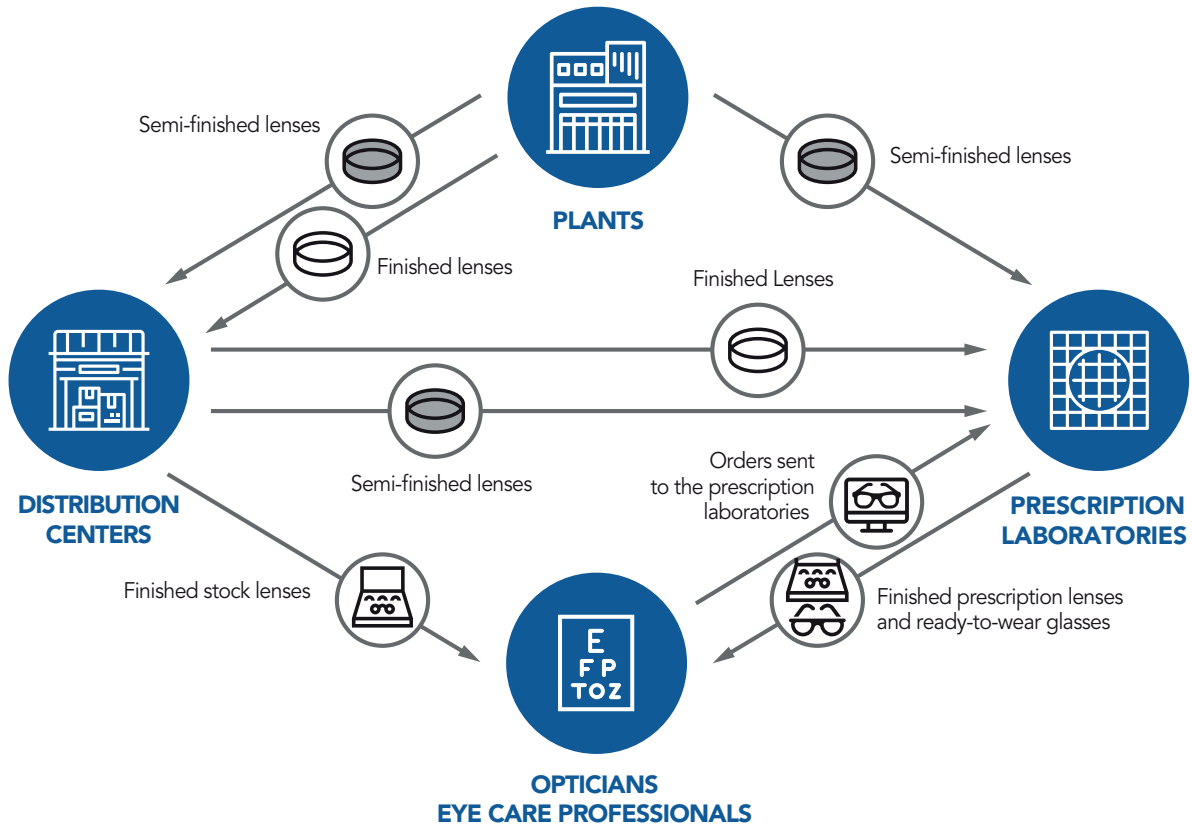 Semi-finished lenses
Semi-finished lenses
PLANTS
Finished lenses
Finished Lenses
Semi-finished lenses
Orders sent
to the prescription
laboratories
DISTRIBUTION
CENTERS
PRESCRIPTION
LABORATORIES
Finished stock lenses
Finished prescription lenses
and ready-to-wear glasses
E
F P
TOZ
OPTICIANS
EYE CARE PROFESSIONALS